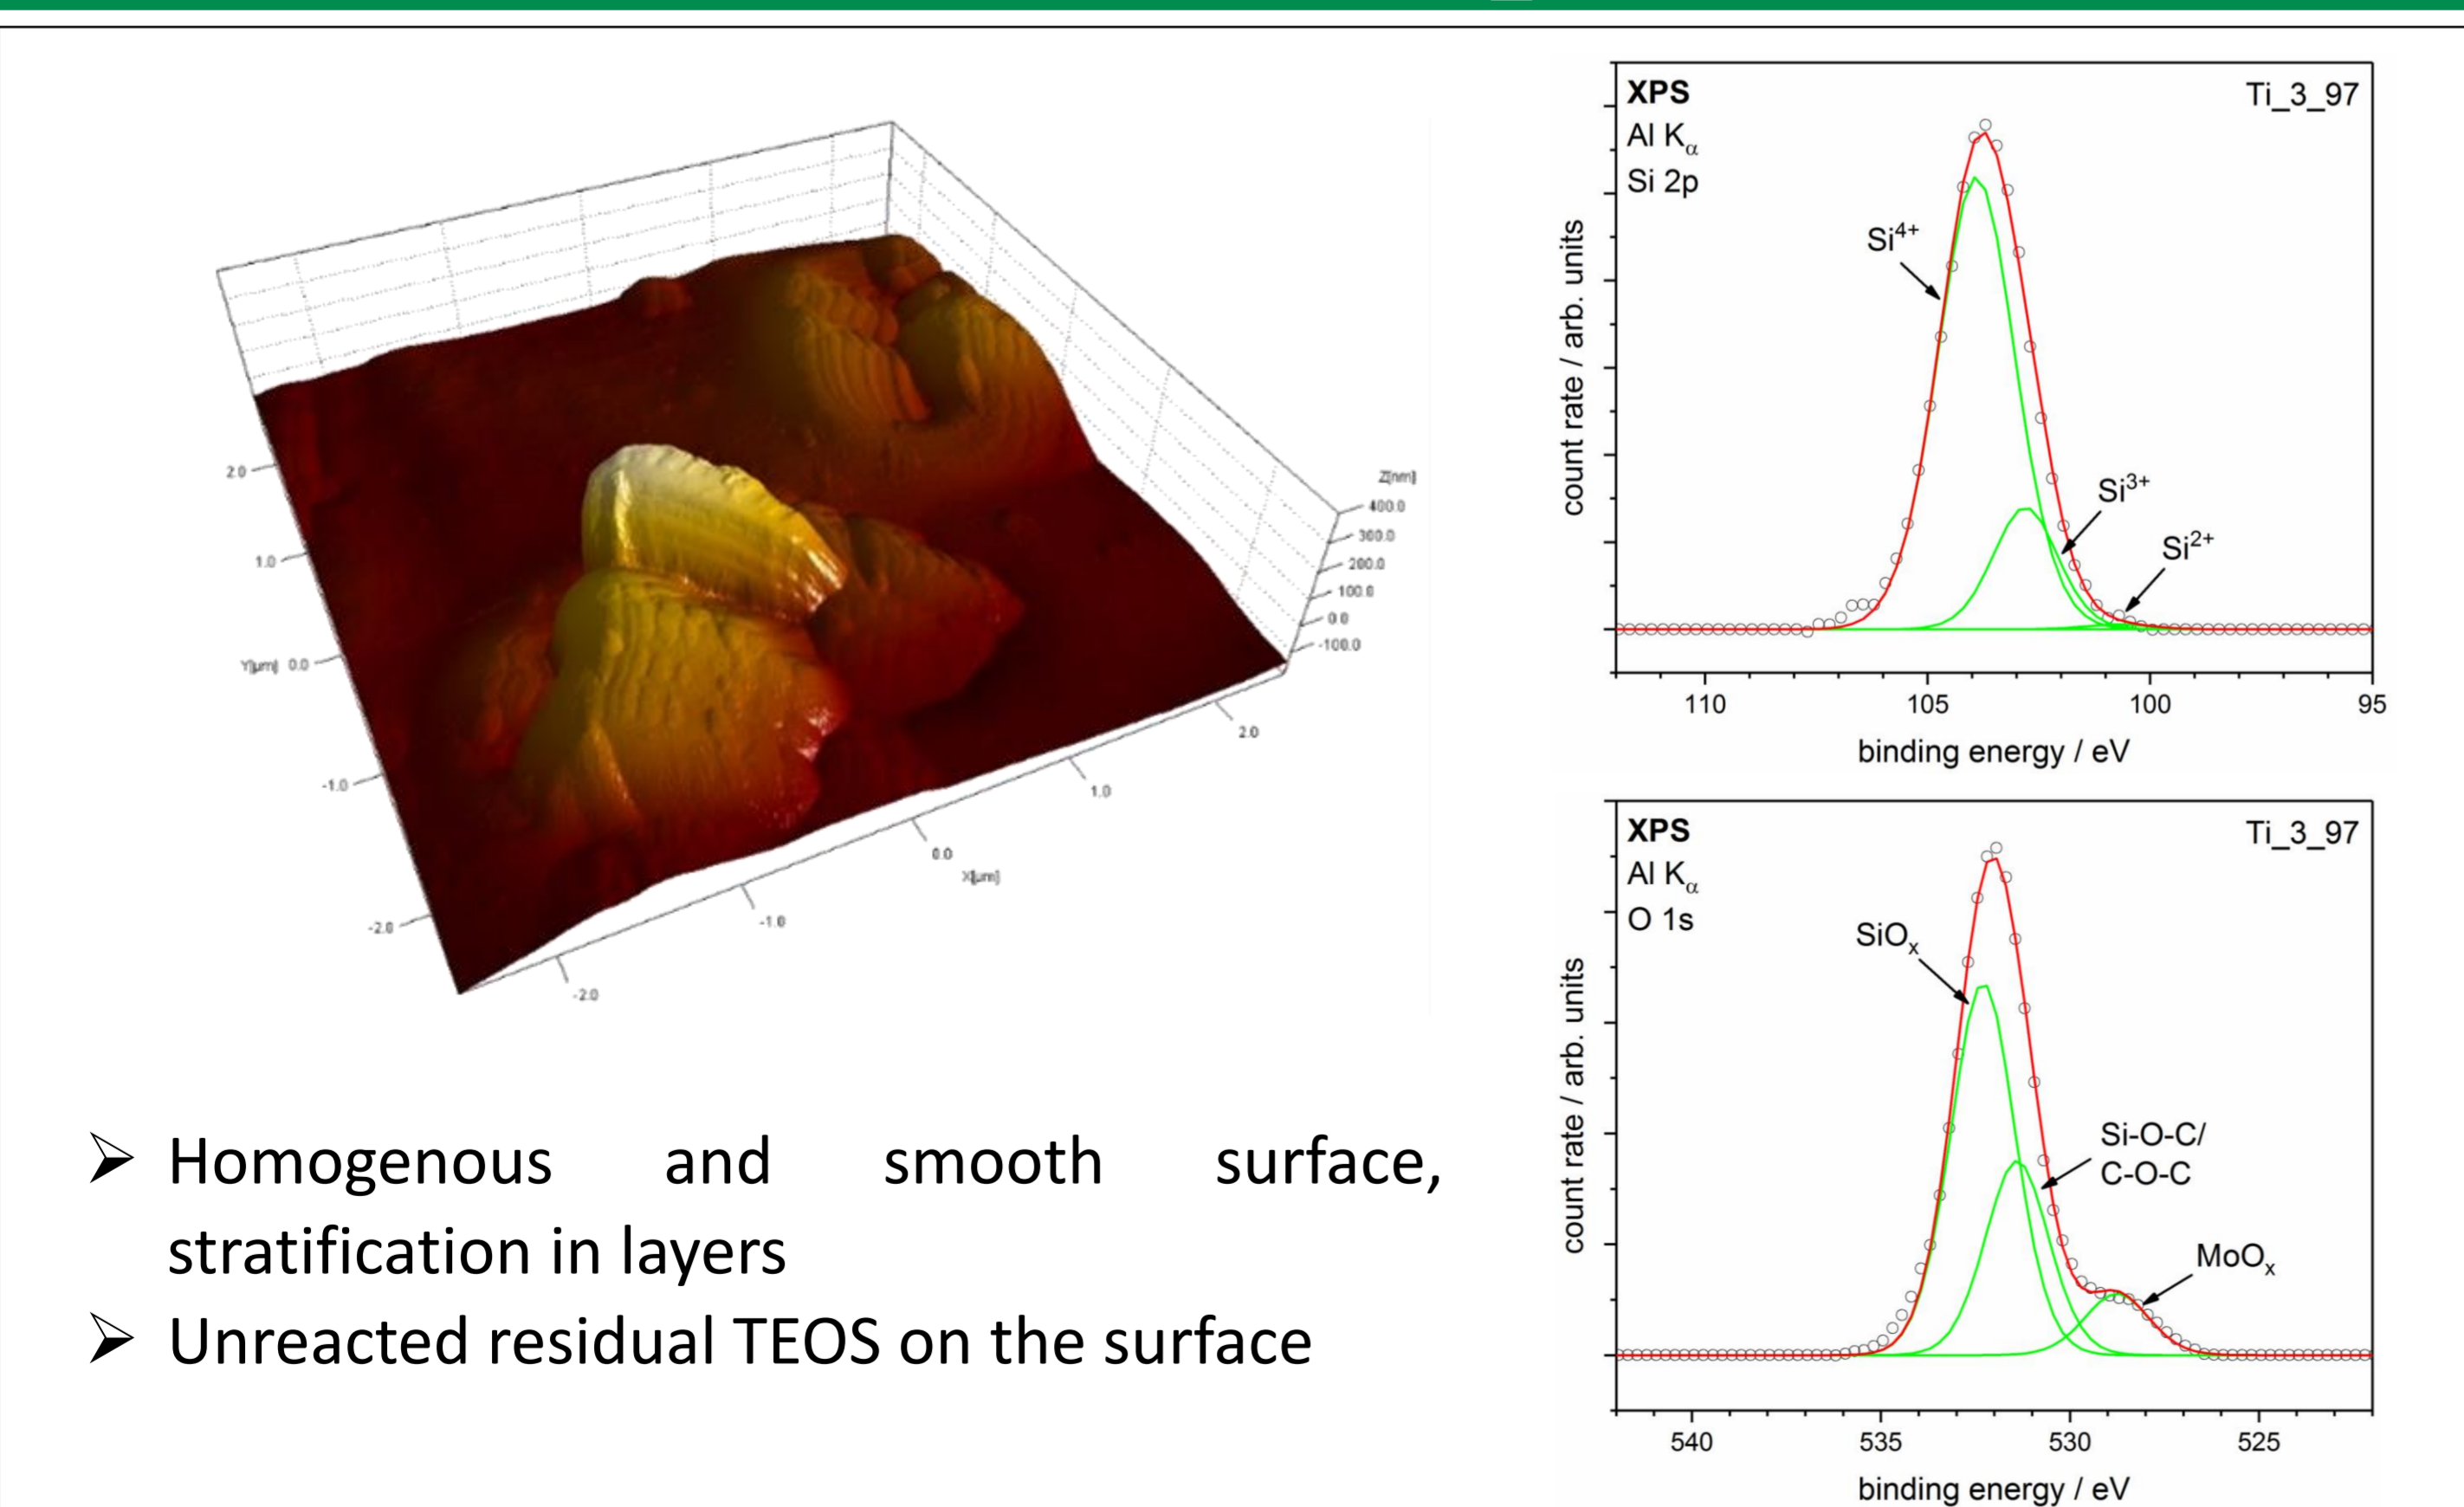 Z[nm]
400.0
300.0
200.0
100.0
0.0
-100.0
2.0
1.0
Y[µm] 0.0
-1.0
-2.0
2.0
1.0
0.0
X[µm]
-1.0
-2.0
➢ Homogenous and smooth surface,
stratification in layers
➢ Unreacted residual TEOS on the surface
XPS
Ti_3_97
Al Kα
Si 2p
Si4+
Si3+
Si2+
count rate / arb. units
110 105 100 95
binding energy / eV
XPS
Ti_3_97
Al Kα
O 1s
SiOx
Si-O-C/
C-O-C
MoOx
count rate / arb. units
540 535 530 525
binding energy / eV